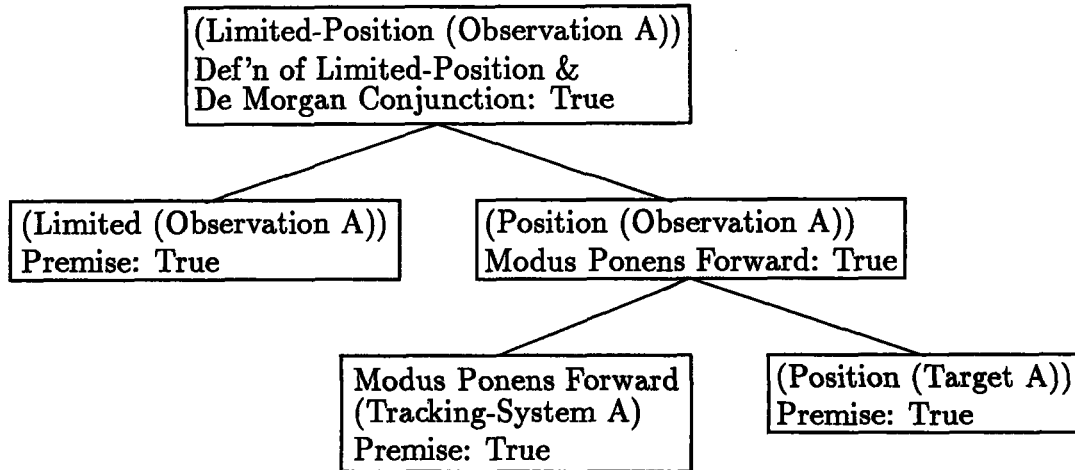 (Limited-Position (Observation A))
Def'n of Limited-Position &
De Morgan Conjunction: True
(Limited (Observation A))
Premise: True
(Position (Observation A))
Modus Ponens Forward: True
Modus Ponens Forward
(Tracking-System A)
Premise: True
(Position (Target A))
Premise: True